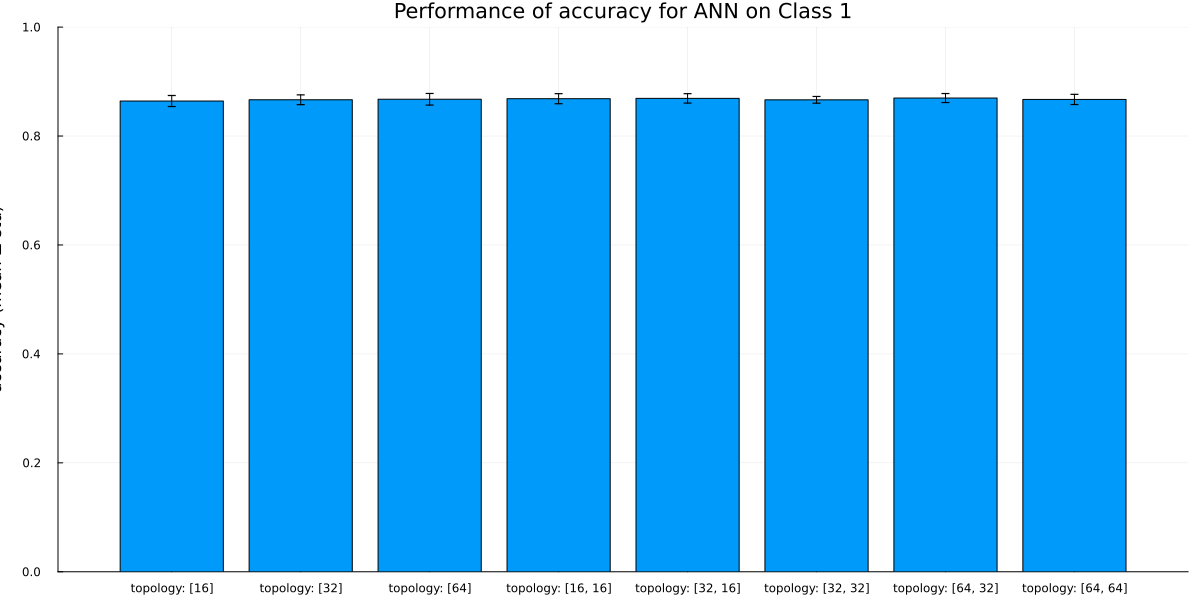 Performance of accuracy for ANN on Class 1
1.0
0.8
0.6
0.4
0.2
0.0
topology: [16]
topology: [32]
topology: [64]
topology: [16, 16]
topology: [32, 16]
topology: [32, 32]
topology: [64, 32]
topology: [64, 64]